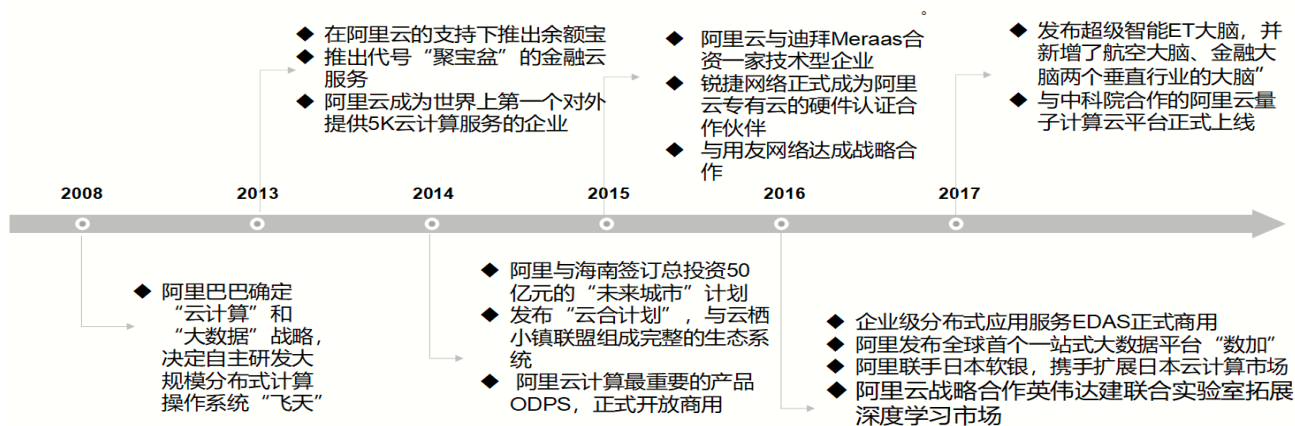 。
◆ 在阿里云的支持下推出余额宝
◆ 推出代号“聚宝盆”的金融云
服务
◆ 阿里云成为世界上第一个对外
提供5K云计算服务的企业
◆ 阿里云与迪拜Meraas合
资一家技术型企业
◆ 锐捷网络正式成为阿里
云专有云的硬件认证合
作伙伴
◆ 与用友网络达成战略合
作
◆ 发布超级智能ET大脑，并
新增了航空大脑、金融大
脑两个垂直行业的大脑”
◆ 与中科院合作的阿里云量
子计算云平台正式上线
2008
2013
2014
2015
2016
2017
◆ 阿里巴巴确定
“云计算”和
“大数据”战略，
决定自主研发大
规模分布式计算
操作系统“飞天”
◆ 阿里与海南签订总投资50
亿元的“未来城市”计划
◆ 发布“云合计划”，与云栖
小镇联盟组成完整的生态系
统
◆ 阿里云计算最重要的产品
ODPS，正式开放商用
◆ 企业级分布式应用服务EDAS正式商用
◆ 阿里发布全球首个一站式大数据平台“数加”
◆ 阿里联手日本软银，携手扩展日本云计算市场
◆ 阿里云战略合作英伟达建联合实验室拓展
深度学习市场